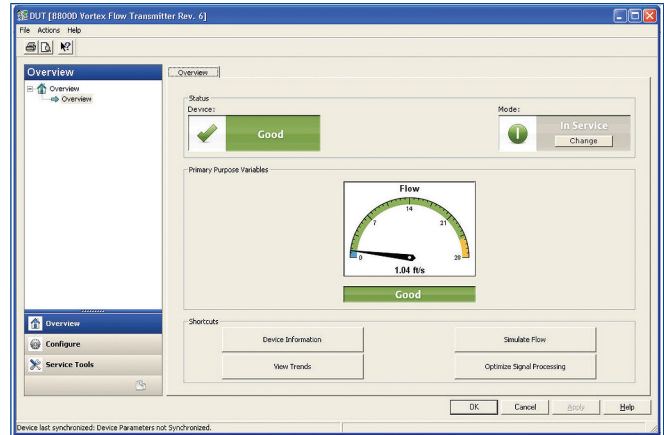 DUT [8800D Vortex Flow Transmitter Rev. 6]
File Actions Help
Overview
Overview
Overview
Overview
Status
Device:
Good
Mode:
In Service
Change
Primary Purpose Variables
Flow
0
7
14
21
28
1.04 ft/s
Good
Shortcuts
Device Information
Simulate Flow
View Trends
Optimize Signal Processing
Overview
Configure
Service Tools
OK Cancel Apply Help
Device last synchronized: Device Parameters not Synchronized.